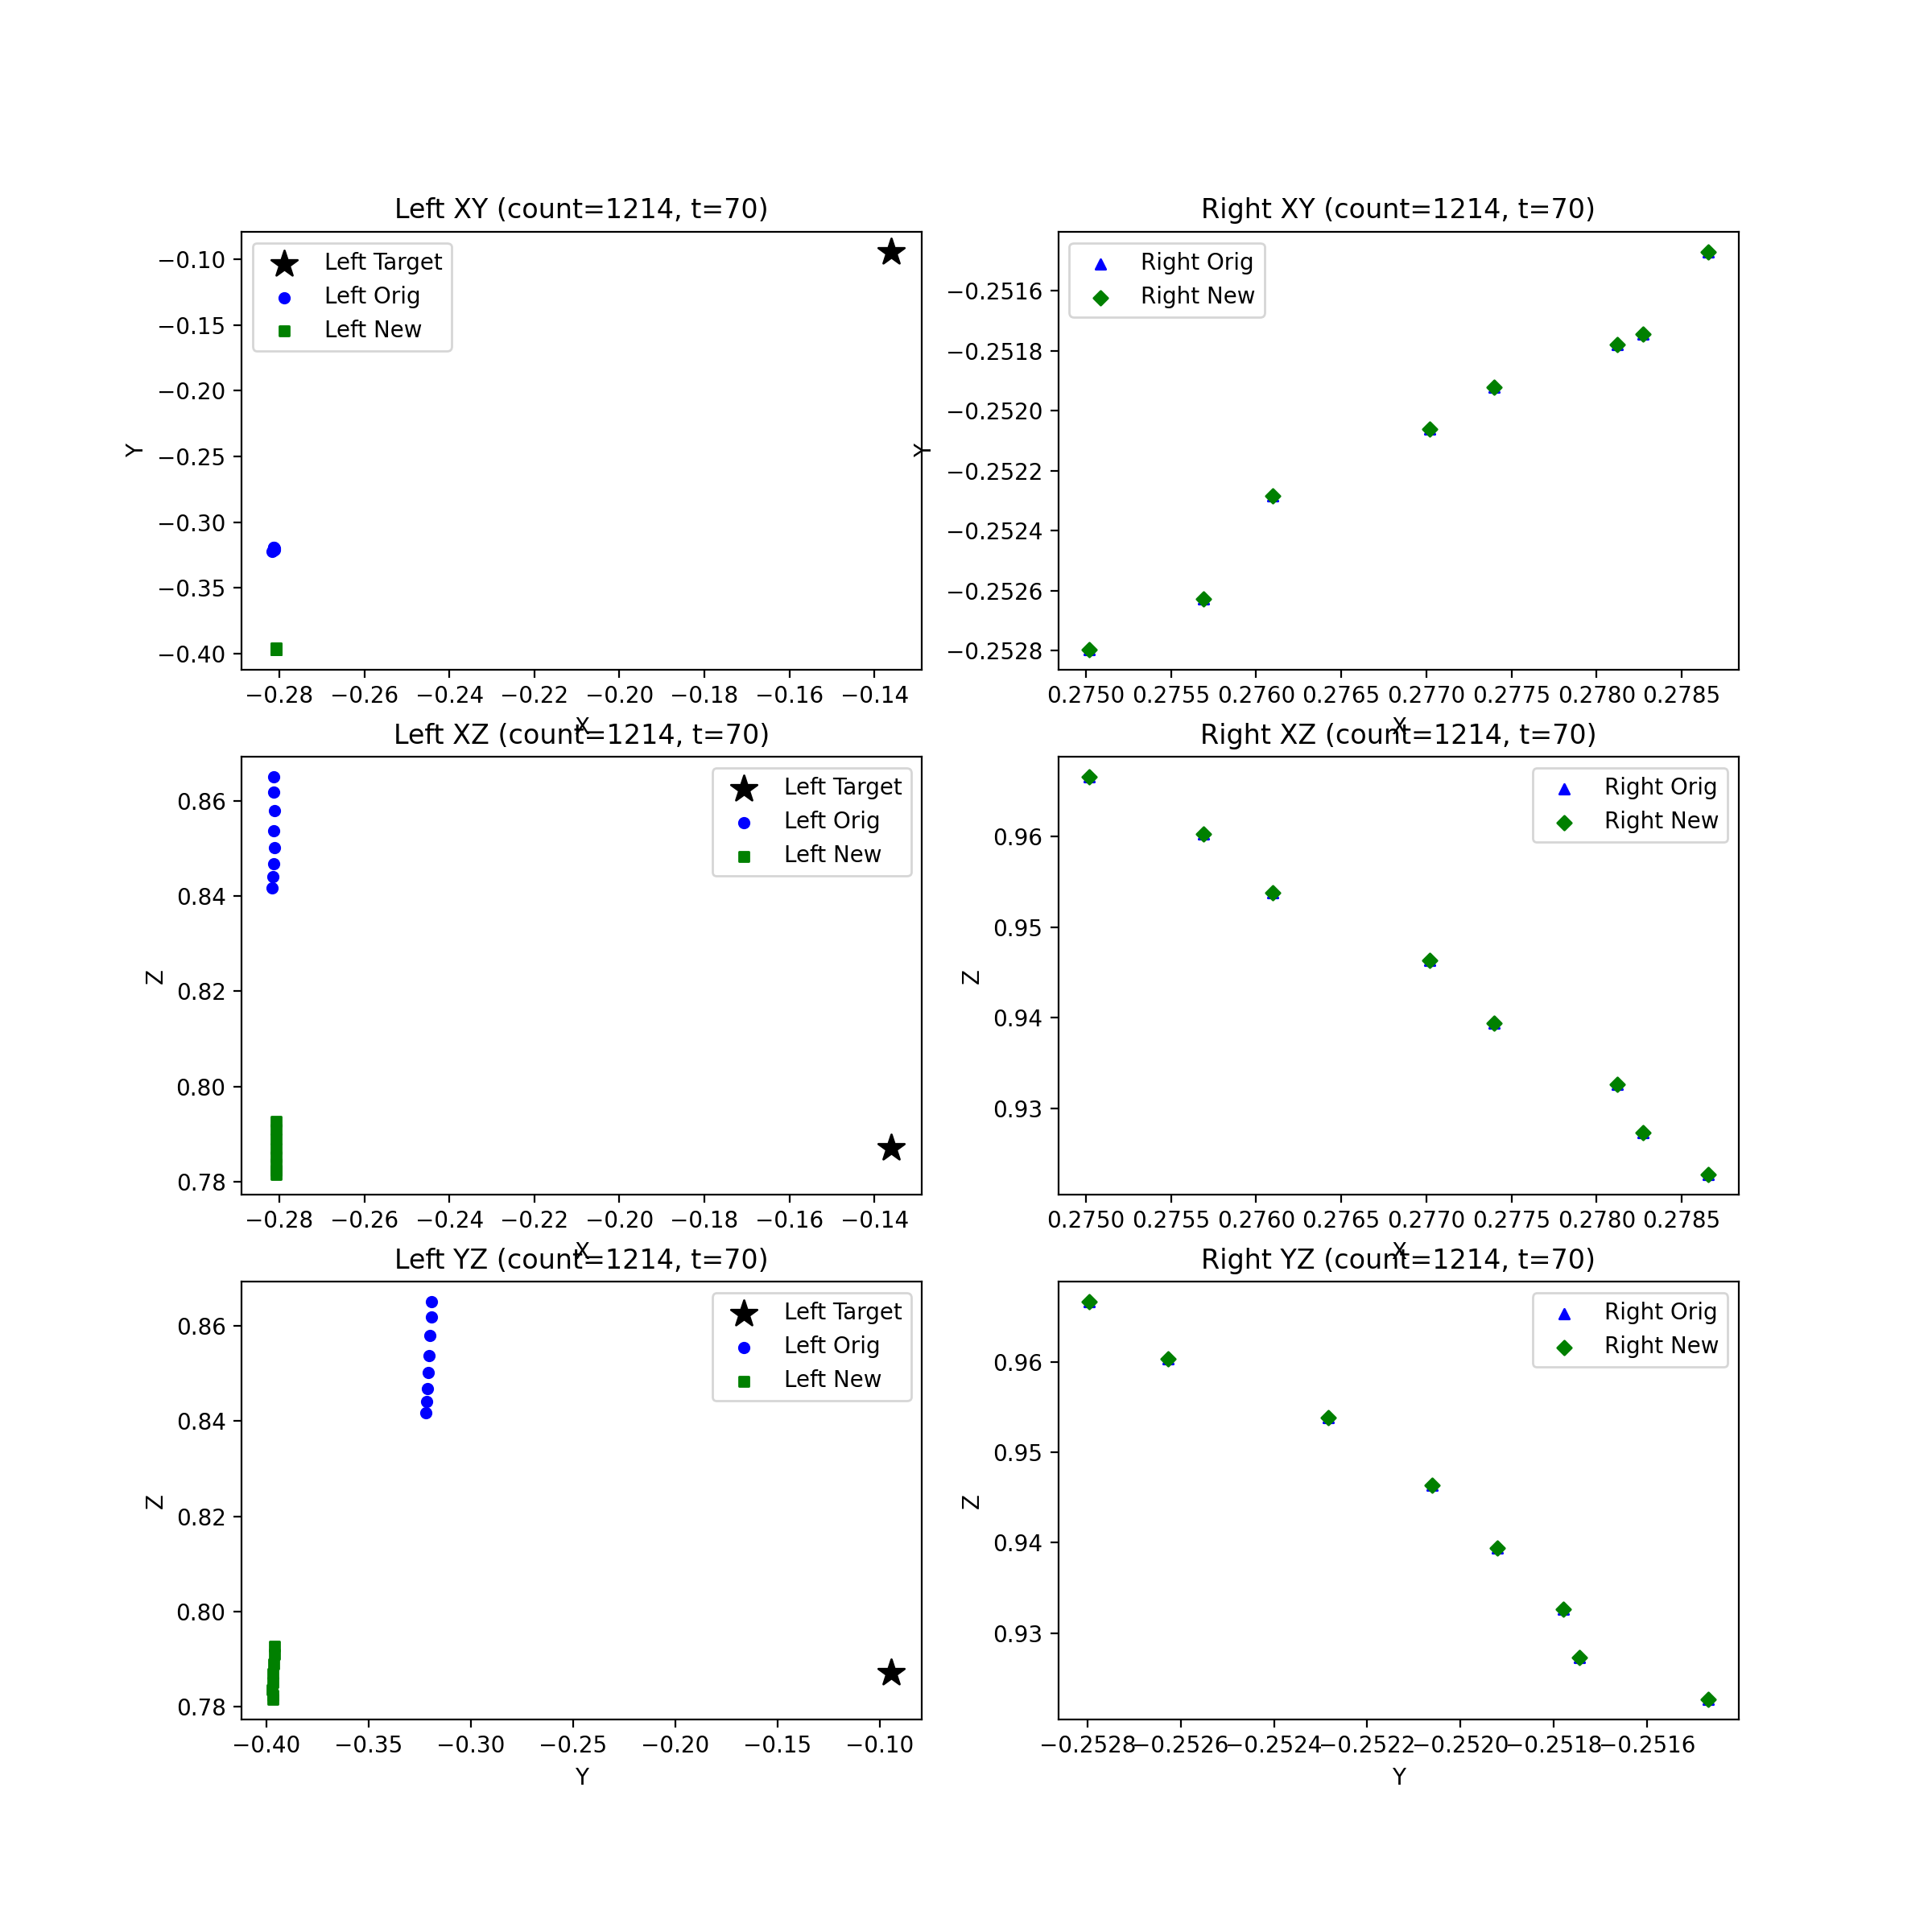 Left XY (count=1214, t=70)
Left Target
Left Orig
Left New
−0.10
−0.15
−0.20
−0.25
−0.30
−0.35
−0.40
Y
−0.28 −0.26 −0.24 −0.22 −0.20 −0.18 −0.16 −0.14
X
Right XY (count=1214, t=70)
Right Orig
Right New
−0.2516
−0.2518
−0.2520
−0.2522
−0.2524
−0.2526
−0.2528
Y
0.2750 0.2755 0.2760 0.2765 0.2770 0.2775 0.2780 0.2785
X
Left XZ (count=1214, t=70)
Left Target
Left Orig
Left New
0.86
0.84
0.82
0.80
0.78
Z
−0.28 −0.26 −0.24 −0.22 −0.20 −0.18 −0.16 −0.14
X
Right XZ (count=1214, t=70)
Right Orig
Right New
0.96
0.95
0.94
0.93
Z
0.2750 0.2755 0.2760 0.2765 0.2770 0.2775 0.2780 0.2785
X
Left YZ (count=1214, t=70)
Left Target
Left Orig
Left New
0.86
0.84
0.82
0.80
0.78
Z
−0.40 −0.35 −0.30 −0.25 −0.20 −0.15 −0.10
Y
Right YZ (count=1214, t=70)
Right Orig
Right New
0.96
0.95
0.94
0.93
Z
−0.2528 −0.2526 −0.2524 −0.2522 −0.2520 −0.2518 −0.2516
Y